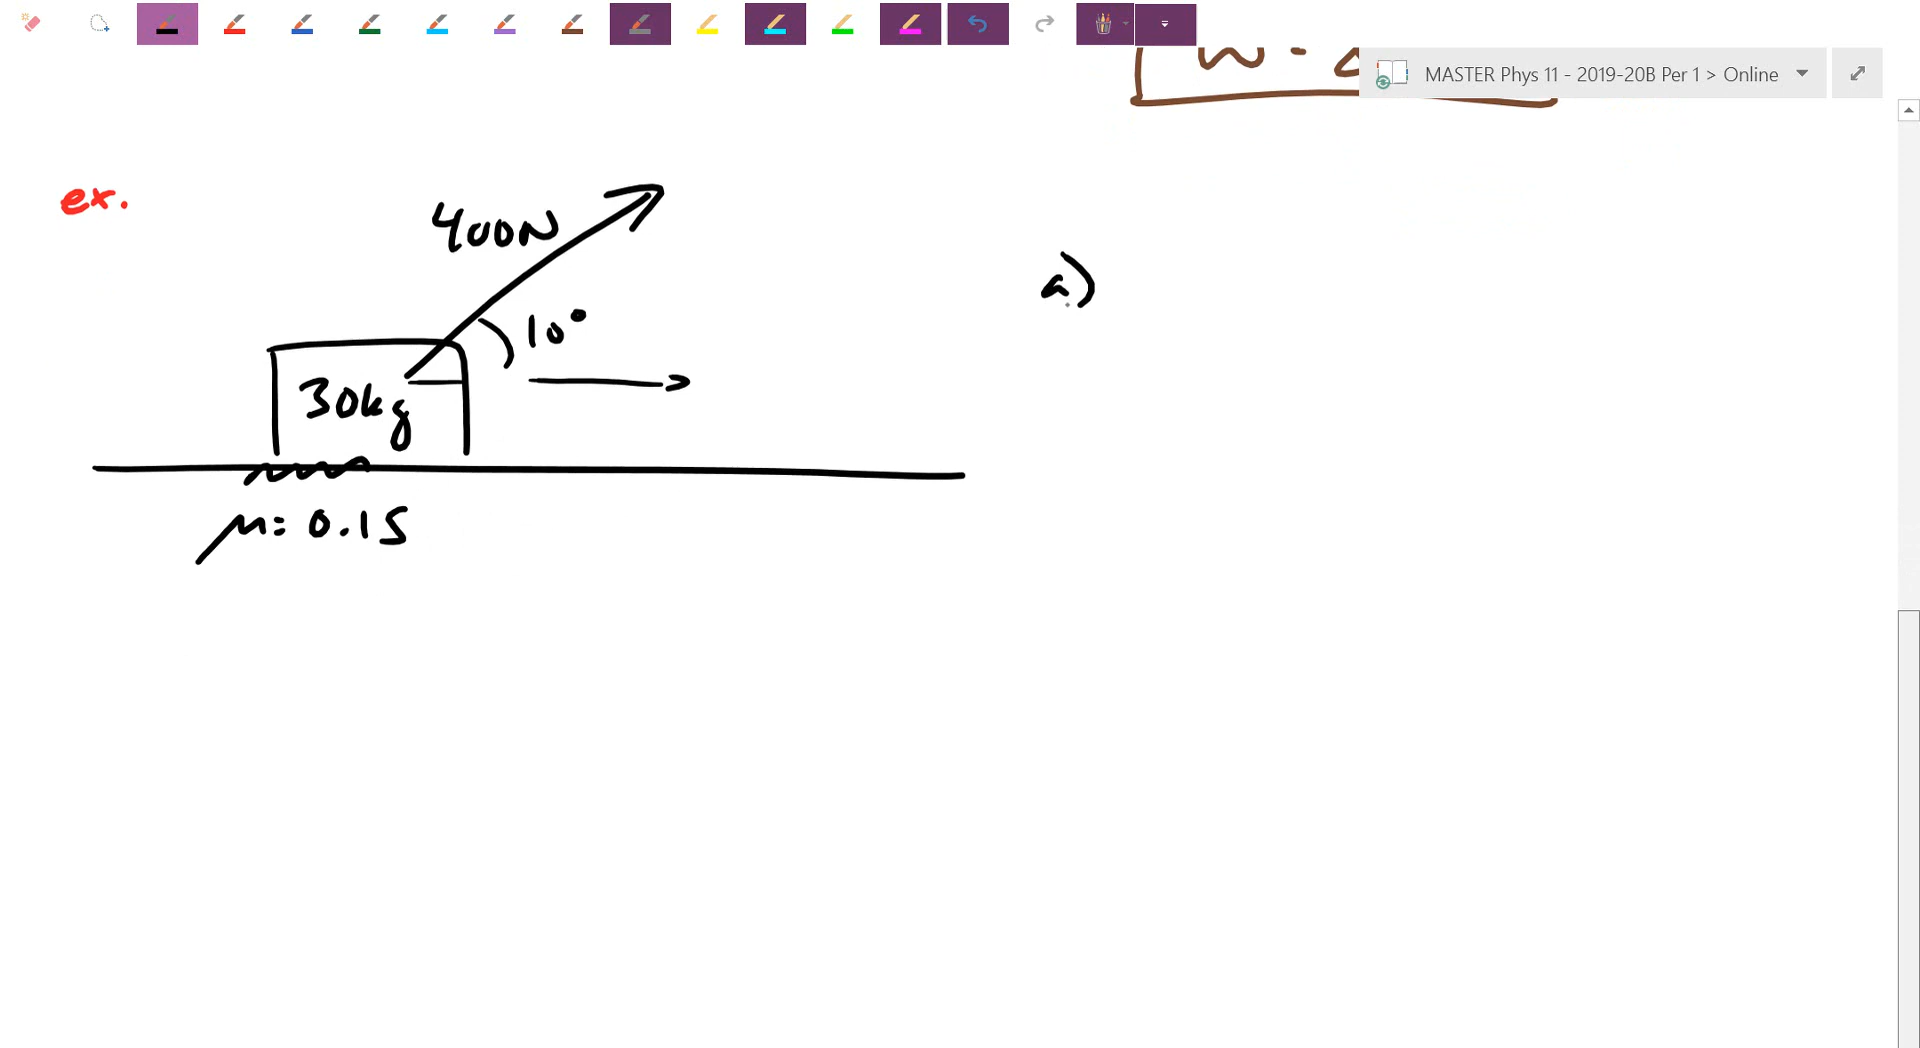 MASTER Phys 11 - 2019-20B Per 1 > Online
ex.
400N
a)
10°
30kg
μ = 0.15